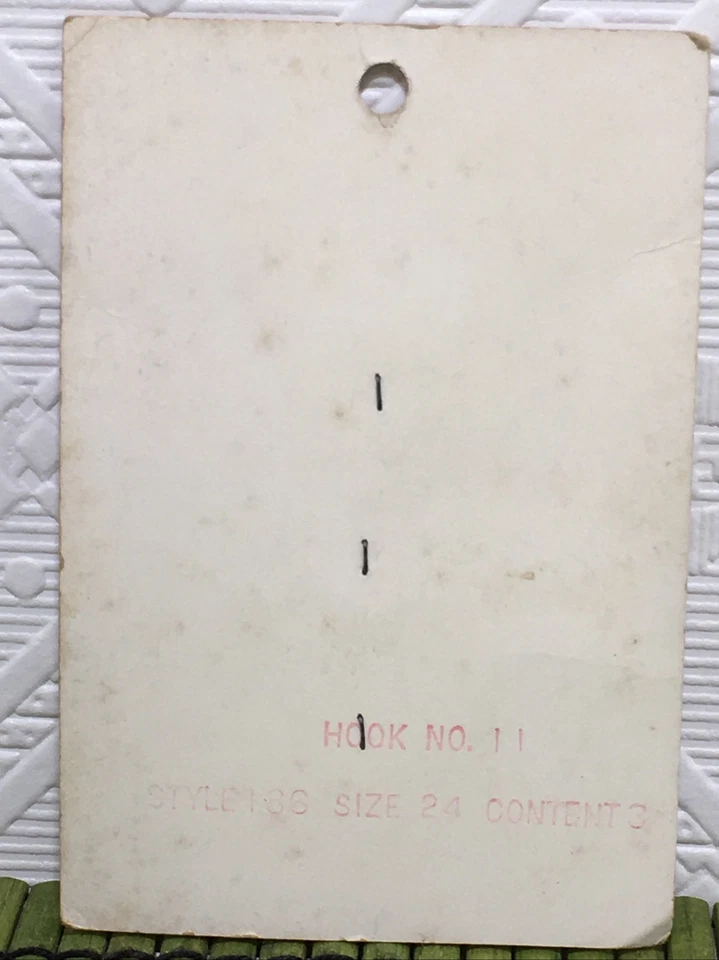 HOOK NO. 11
STYLE 136 SIZE 24 CONTENT 3